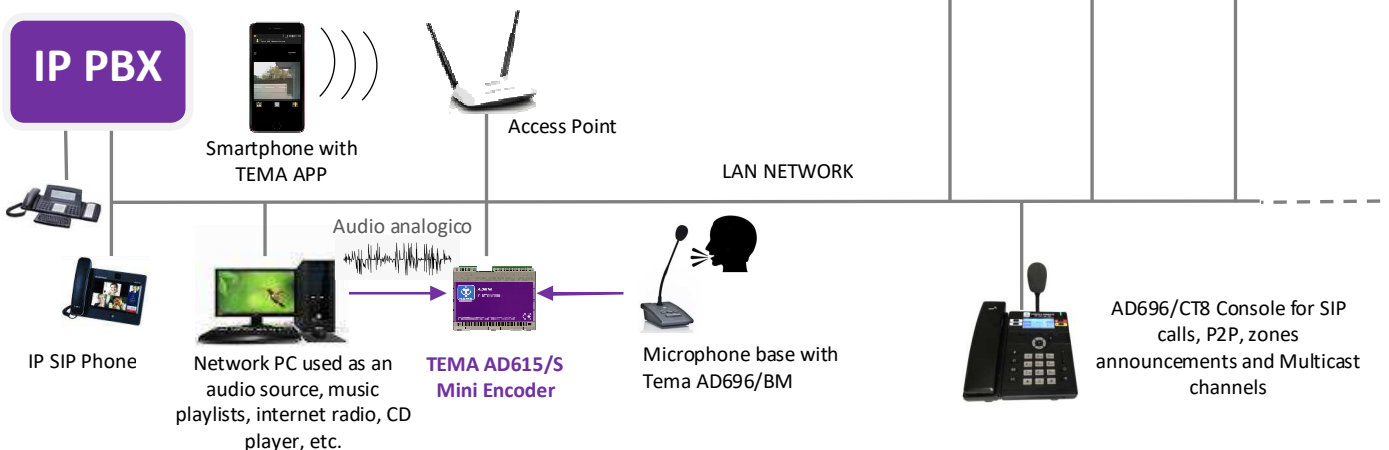 IP PBX
Smartphone with
TEMA APP
Access Point
LAN NETWORK
Audio analogico
IP SIP Phone
Network PC used as an
audio source, music
playlists, internet radio, CD
player, etc.
TEMA AD615/S
Mini Encoder
Microphone base with
Tema AD696/BM
AD696/CT8 Console for SIP
calls, P2P, zones
announcements and Multicast
channels